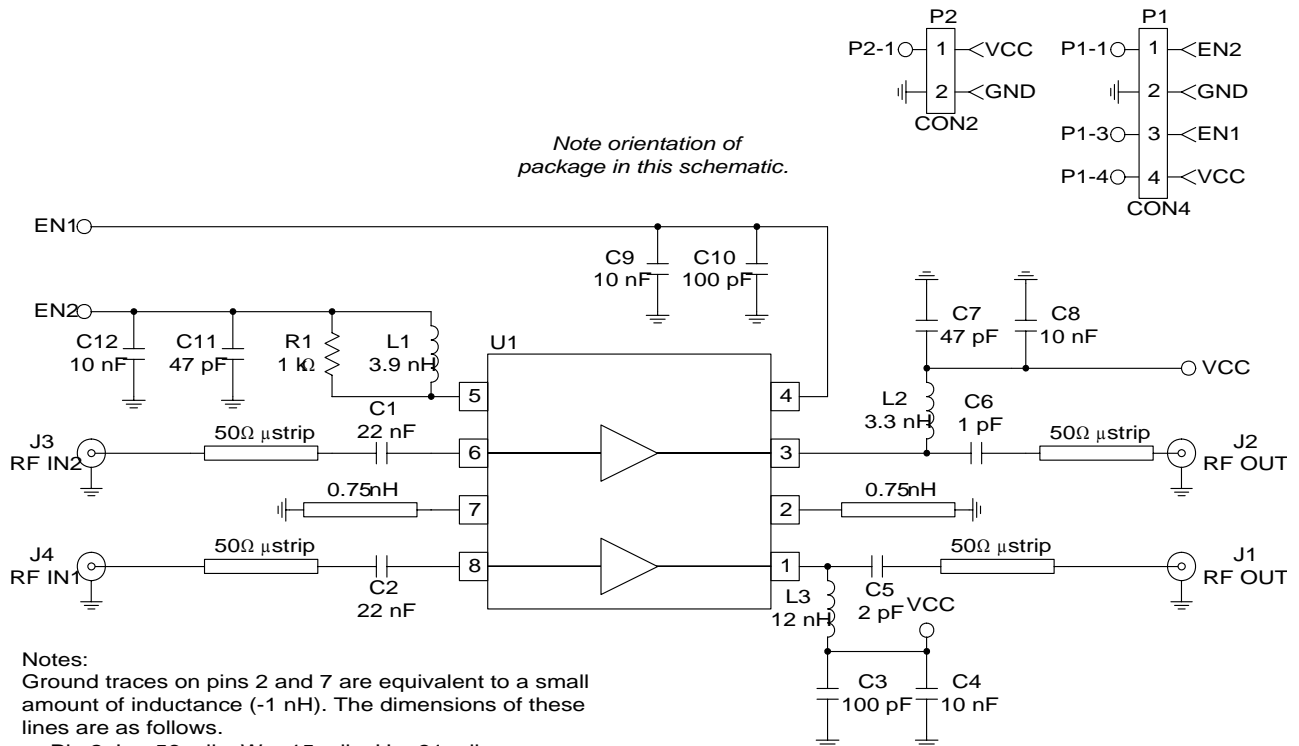 P2
P2-1
1
VCC
2
GND
CON2
P1
P1-1
1
EN2
2
GND
P1-3
3
EN1
P1-4
4
VCC
CON4
Note orientation of
package in this schematic.
EN1
C9
10 nF
C10
100 pF
EN2
C12
10 nF
C11
47 pF
R1
1 kΩ
L1
3.9 nH
U1
C7
47 pF
C8
10 nF
VCC
5
4
L2
3.3 nH
C6
1 pF
J3
RF IN2
50Ω µstrip
C1
22 nF
6
3
50Ω µstrip
J2
RF OUT
0.75nH
7
2
0.75nH
J4
RF IN1
50Ω µstrip
C2
22 nF
8
1
L3
12 nH
C5
2 pF
50Ω µstrip
J1
RF OUT
VCC
C3
100 pF
C4
10 nF
Notes:
Ground traces on pins 2 and 7 are equivalent to a small
amount of inductance (-1 nH). The dimensions of these
lines are as follows.